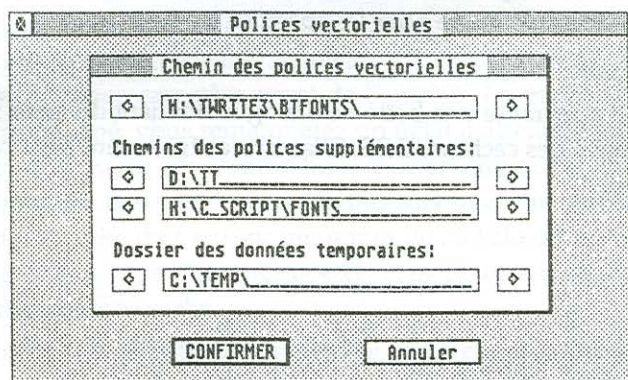 Polices vectorielles
Chemin des polices vectorielles
H:\TWRITE3\BTFONTS\
Chemins des polices supplémentaires:
D:\TT
H:\C_SCRIPT\FONTS
Dossier des données temporaires:
C:\TEMP\
CONFIRMER Annuler